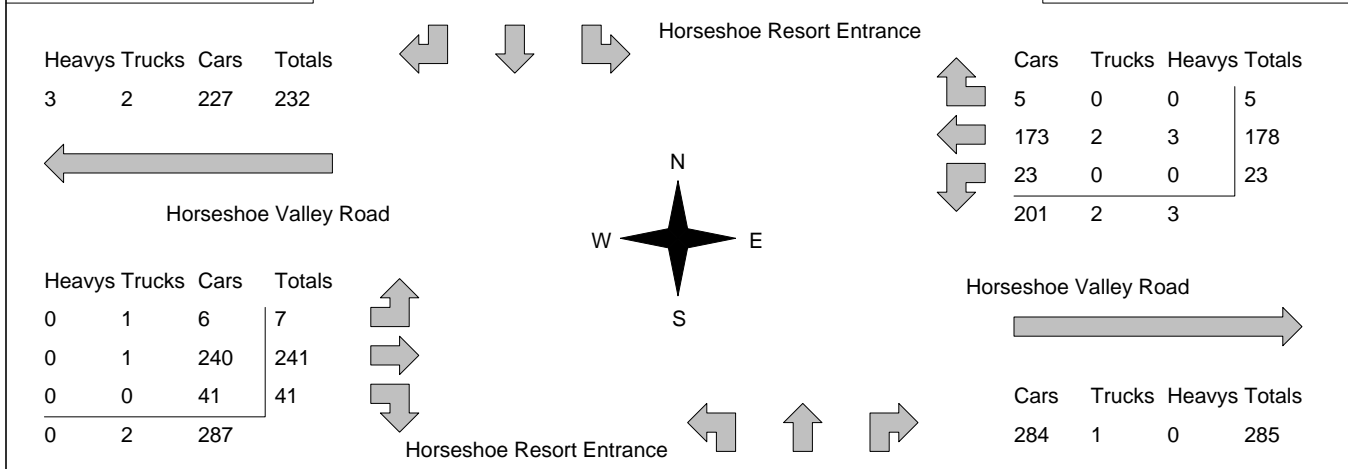 Horseshoe Resort Entrance
Heavys Trucks Cars Totals
3 2 227 232
Cars Trucks Heavys Totals
5 0 0 5
173 2 3 178
23 0 0 23
201 2 3
Horseshoe Valley Road
N
W E
S
Heavys Trucks Cars Totals
0 1 6 7
0 1 240 241
0 0 41 41
0 2 287
Horseshoe Valley Road
Cars Trucks Heavys Totals
284 1 0 285
Horseshoe Resort Entrance